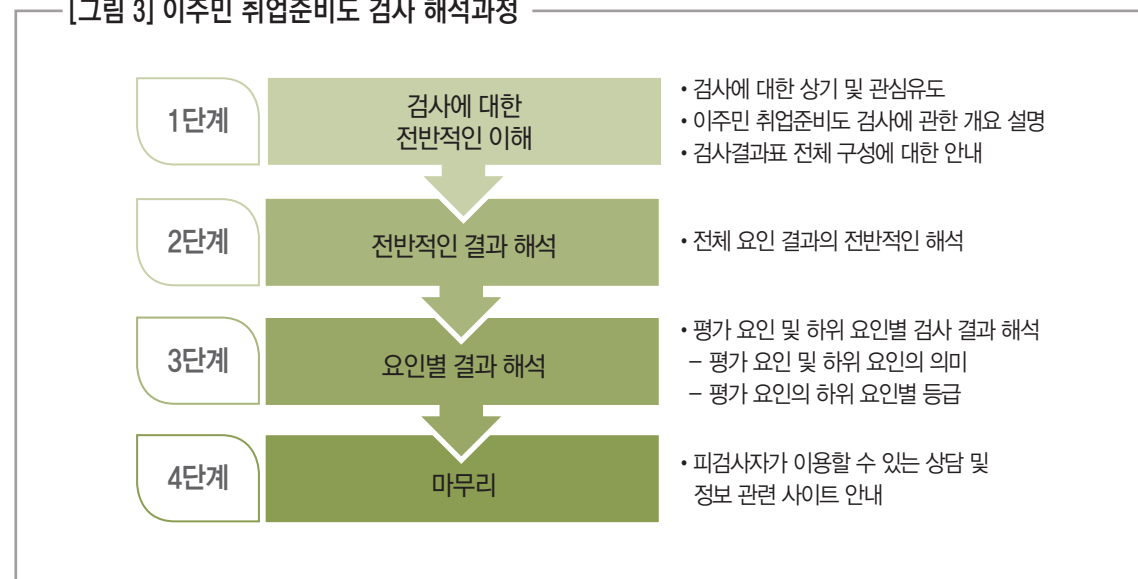 [그림 3] 이주민 취업준비도 검사 해석과정
1단계
검사에 대한
전반적인 이해
• 검사에 대한 상기 및 관심유도
• 이주민 취업준비도 검사에 관한 개요 설명
• 검사결과표 전체 구성에 대한 안내
2단계
전반적인 결과 해석
• 전체 요인 결과의 전반적인 해석
3단계
요인별 결과 해석
• 평가 요인 및 하위 요인별 검사 결과 해석
– 평가 요인 및 하위 요인의 의미
– 평가 요인의 하위 요인별 등급
4단계
마무리
• 피검사자가 이용할 수 있는 상담 및
정보 관련 사이트 안내